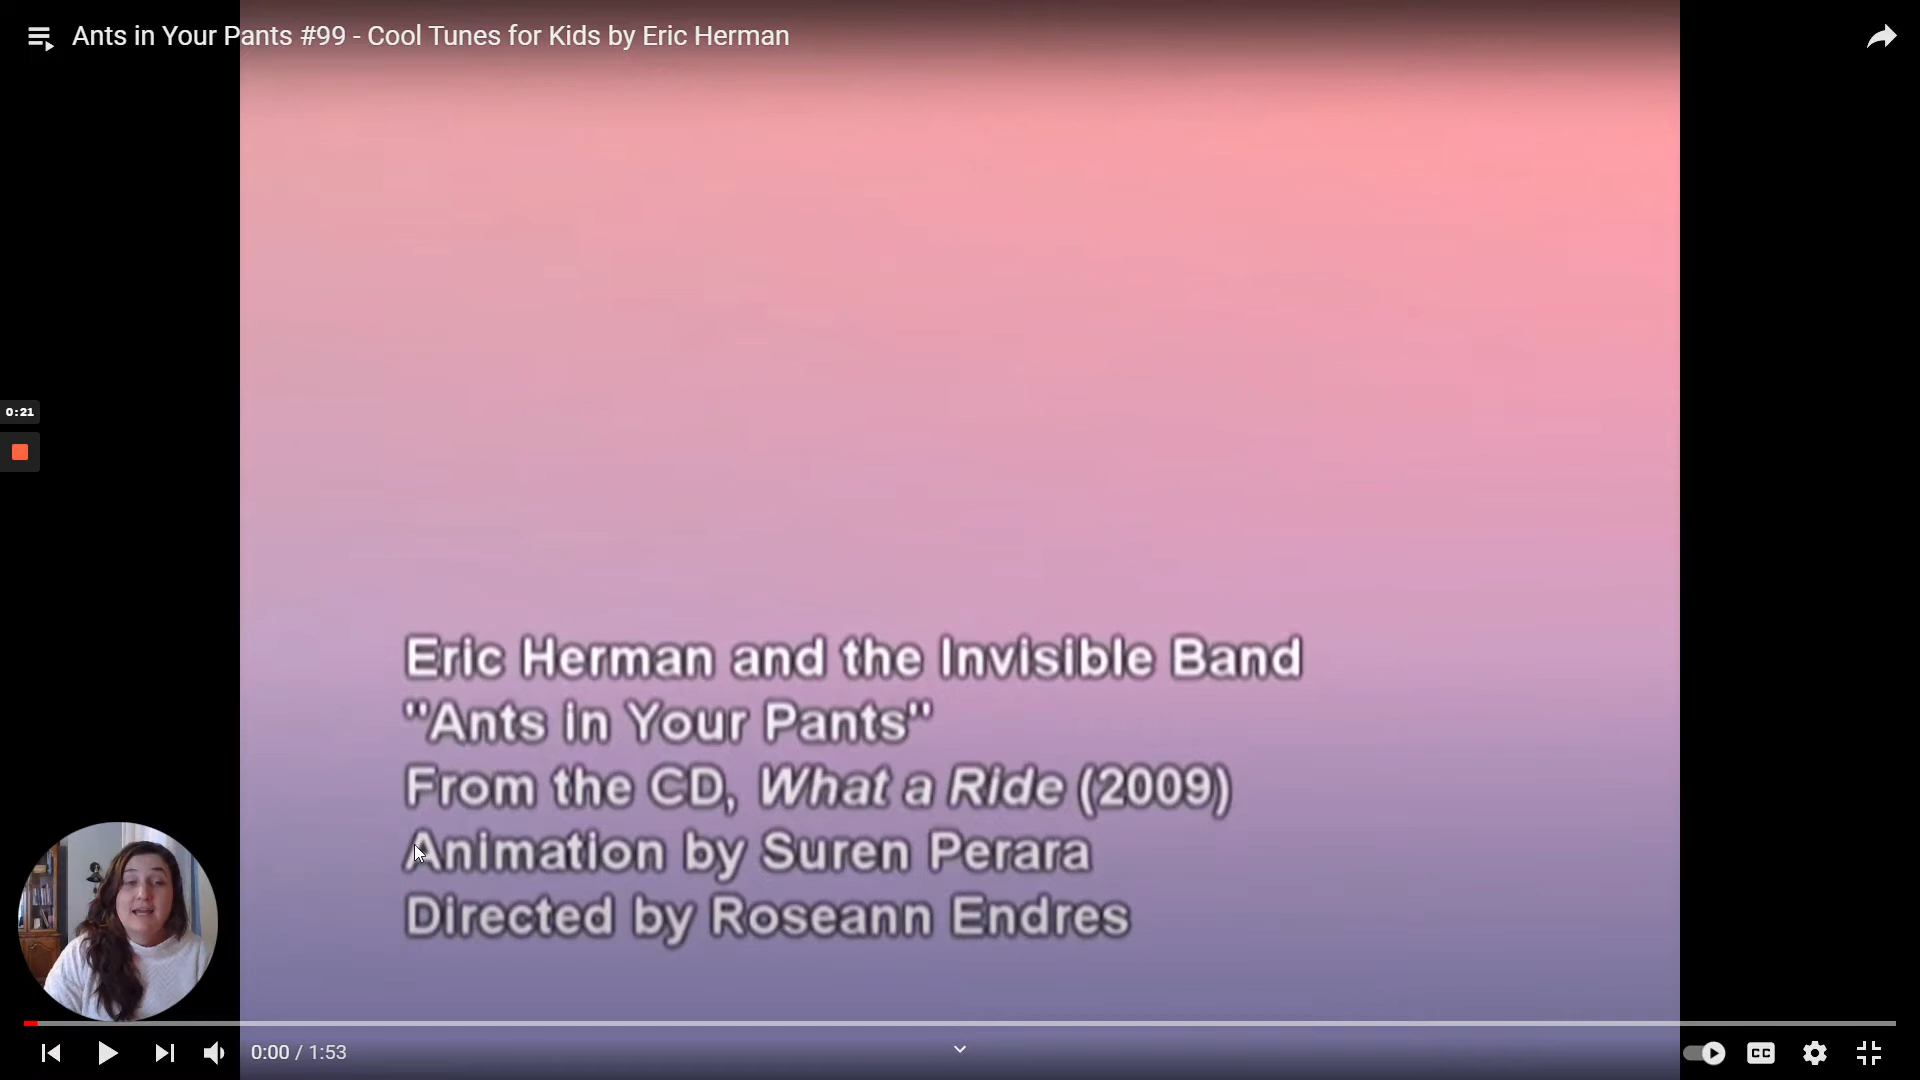 Ants in Your Pants #99 - Cool Tunes for Kids by Eric Herman
0:21
Eric Herman and the Invisible Band
"Ants in Your Pants"
From the CD, What a Ride (2009)
Animation by Suren Perara
Directed by Roseann Endres
0:00 / 1:53
CC